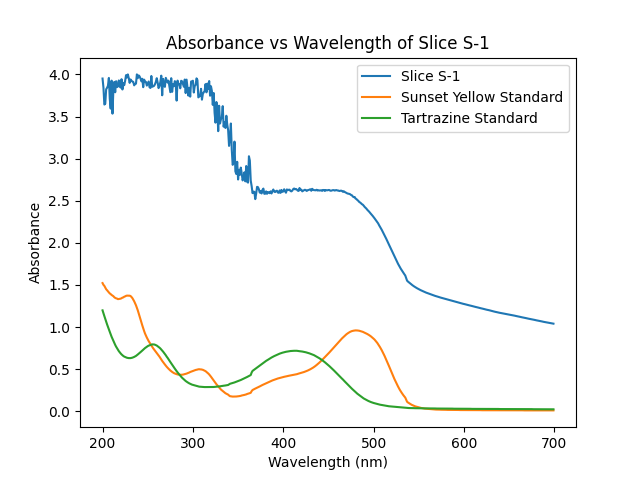 Absorbance vs Wavelength of Slice S-1
Slice S-1
Sunset Yellow Standard
Tartrazine Standard
4.0
3.5
3.0
2.5
2.0
1.5
1.0
0.5
0.0
Absorbance
200 300 400 500 600 700
Wavelength (nm)